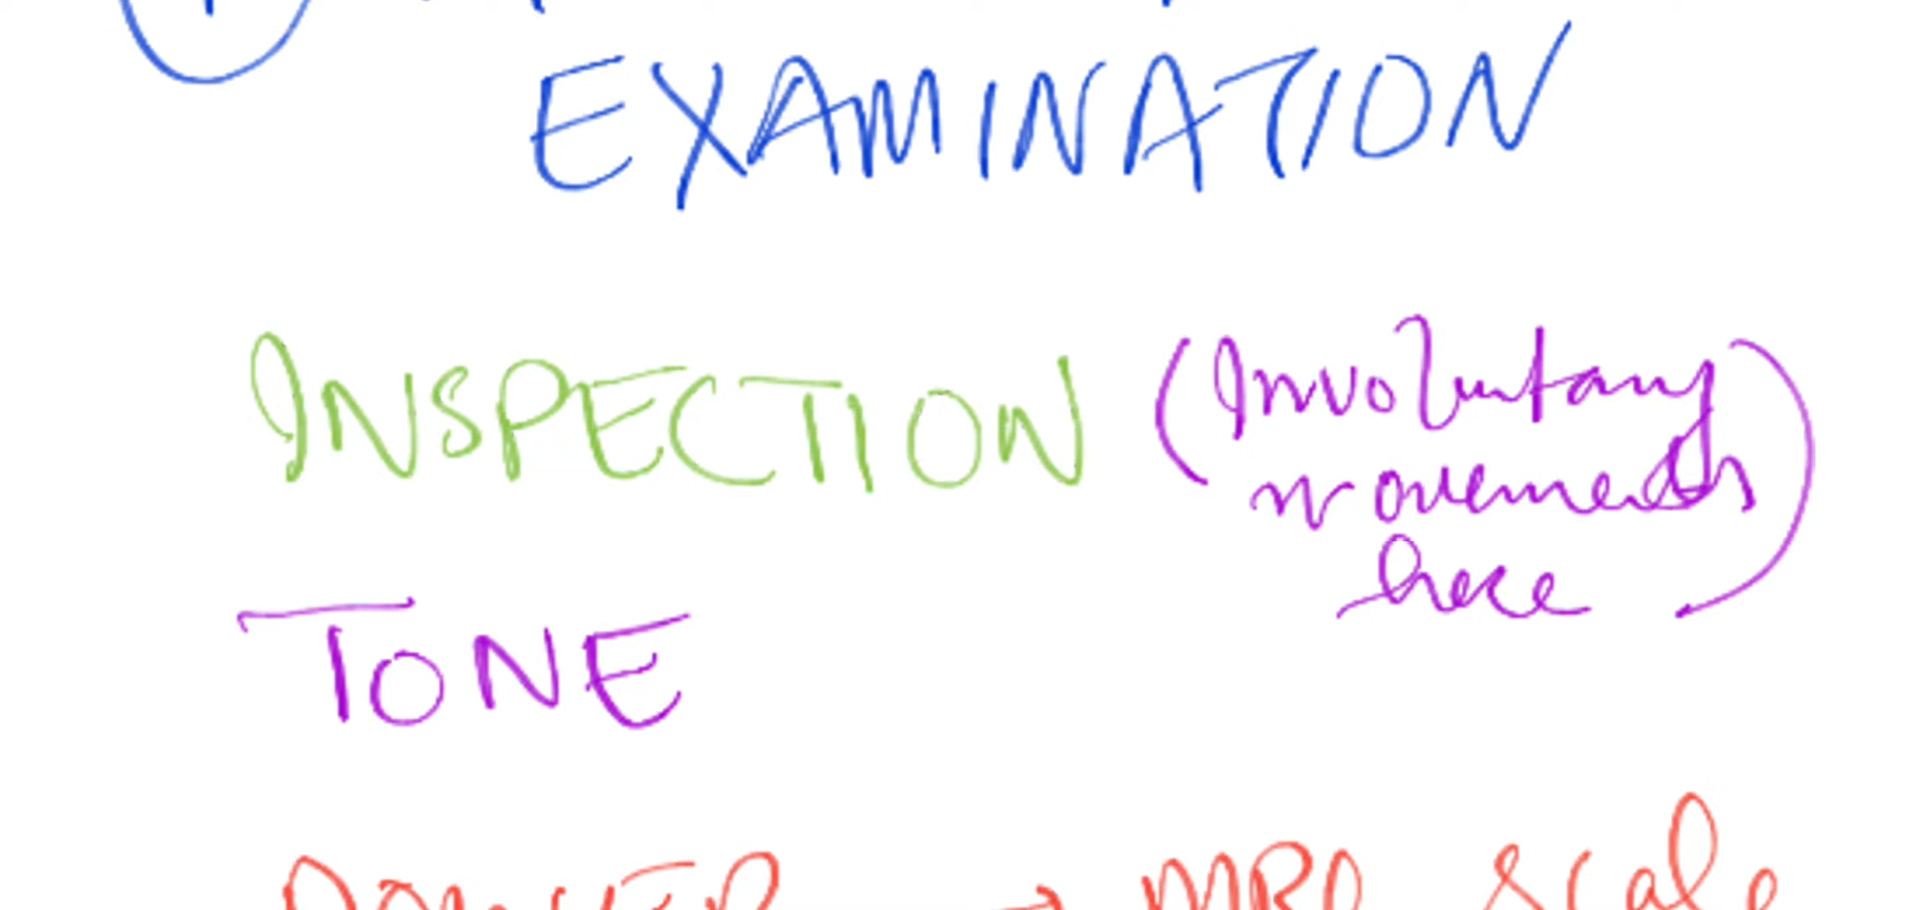 EXAMINATION
INSPECTION (Involuntary
movements
here)
TONE
POWER → MRC Scale